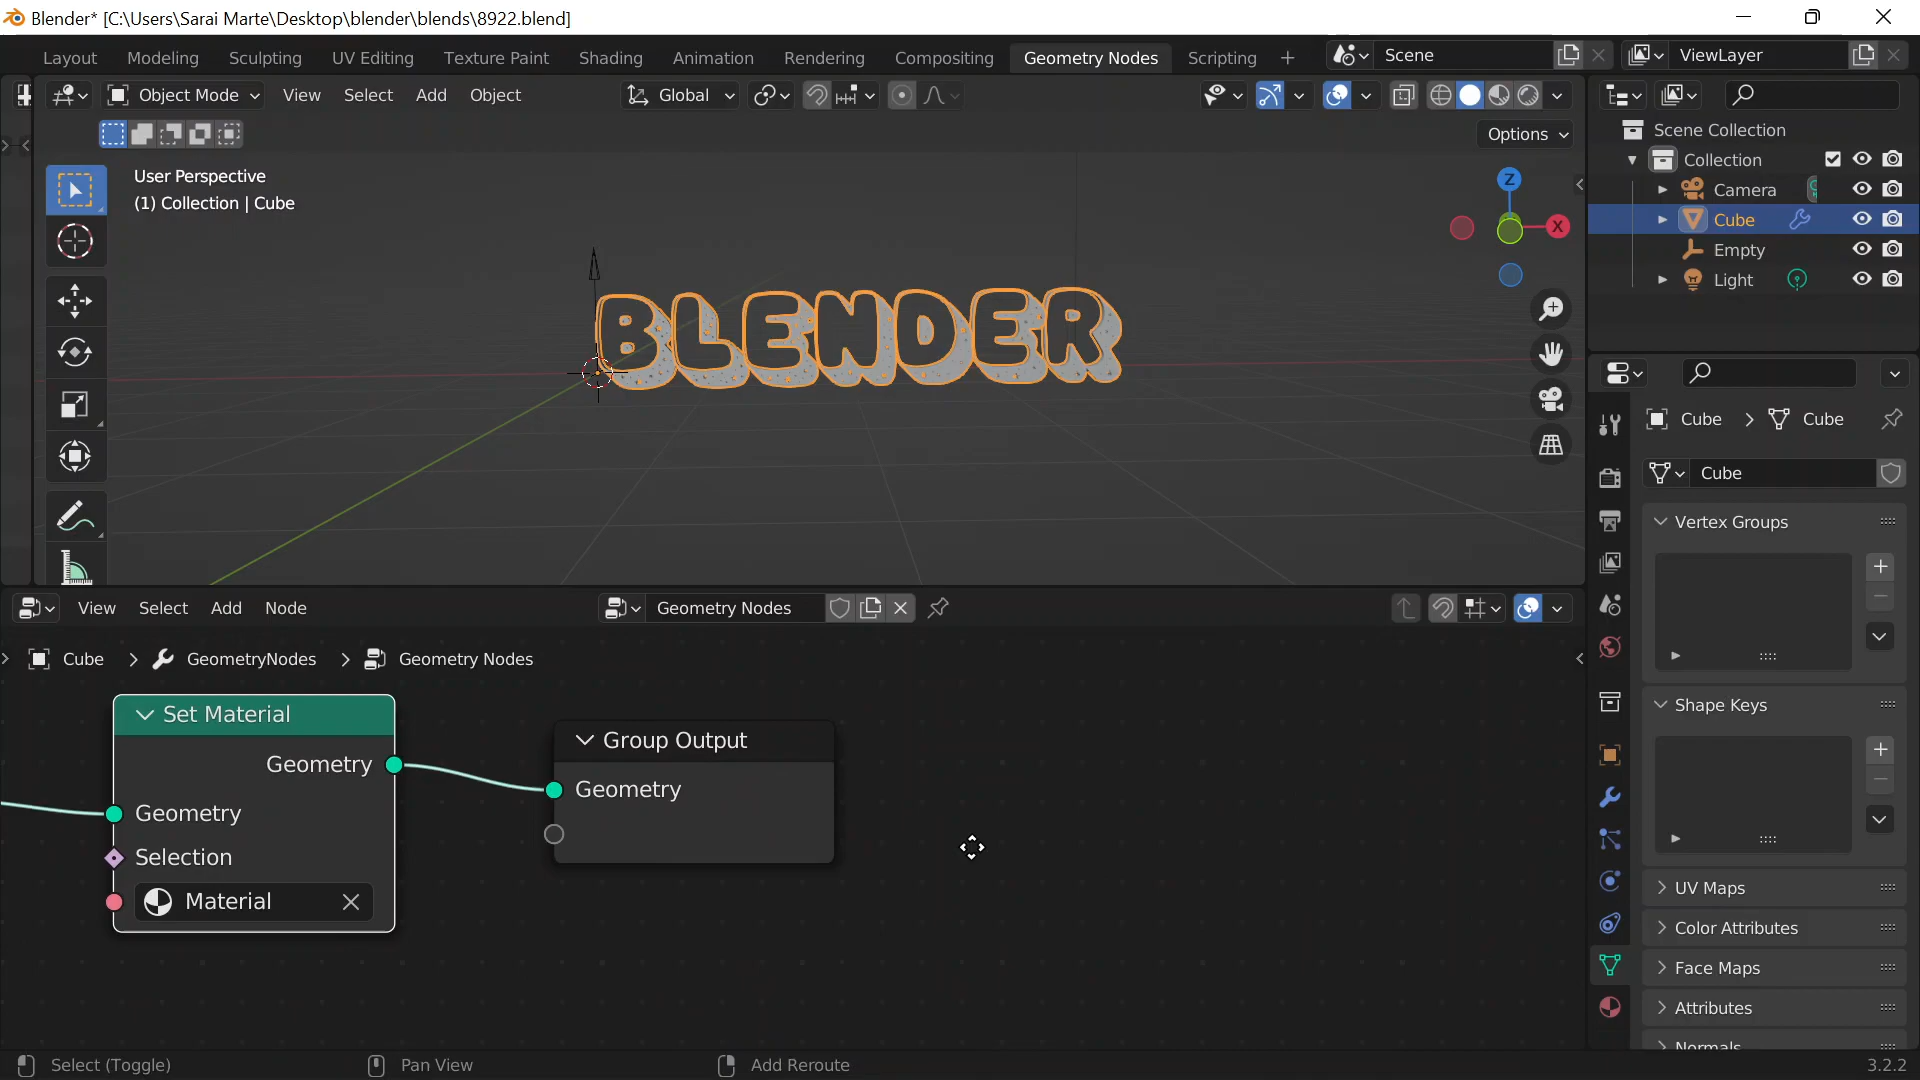 Blender* [C:\Users\Sarai Marte\Desktop\blender\blends\8922.blend]
Layout Modeling Sculpting UV Editing Texture Paint Shading Animation Rendering Compositing Geometry Nodes Scripting + Scene ViewLayer
Object Mode View Select Add Object Global
Options
User Perspective
(1) Collection | Cube
Z
X
BLENDER
Scene Collection
Collection
Camera
Cube
Empty
Light
Cube > Cube
Cube
Vertex Groups
Shape Keys
UV Maps
Color Attributes
Face Maps
Attributes
Normals
View Select Add Node Geometry Nodes
Cube > GeometryNodes > Geometry Nodes
Set Material
Geometry
Geometry
Selection
Material
Group Output
Geometry
Select (Toggle) Pan View Add Reroute 3.2.2